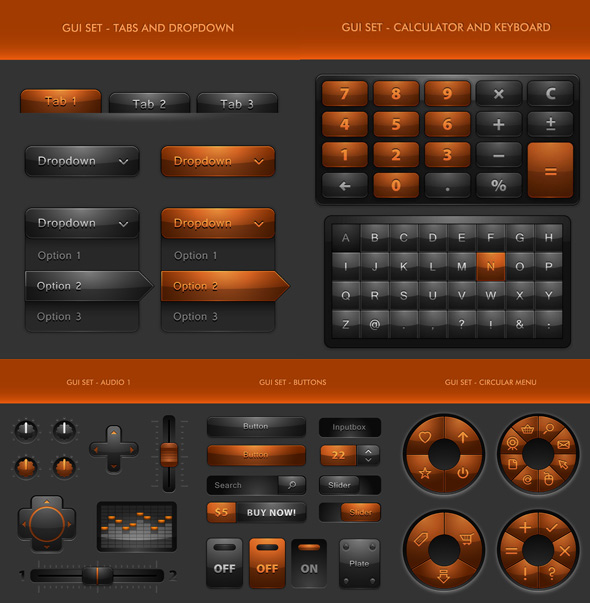 GUI SET - TABS AND DROPDOWN
GUI SET - CALCULATOR AND KEYBOARD
Tab 1 Tab 2 Tab 3
Dropdown Dropdown
Dropdown Dropdown
Option 1 Option 1
Option 2 Option 2
Option 3 Option 3
7 8 9 × C
4 5 6 + ±
1 2 3 − =
← 0 . %
A B C D E F G H
I J K L M N O P
Q R S T U V W X Y
Z @ . , ? ! & :
GUI SET - AUDIO 1
GUI SET - BUTTONS
GUI SET - CIRCULAR MENU
1 2
Button Inputbox
Button 22
Search Slider
$5 BUY NOW! Slider
OFF OFF ON Plate
@
+ = × ! ?